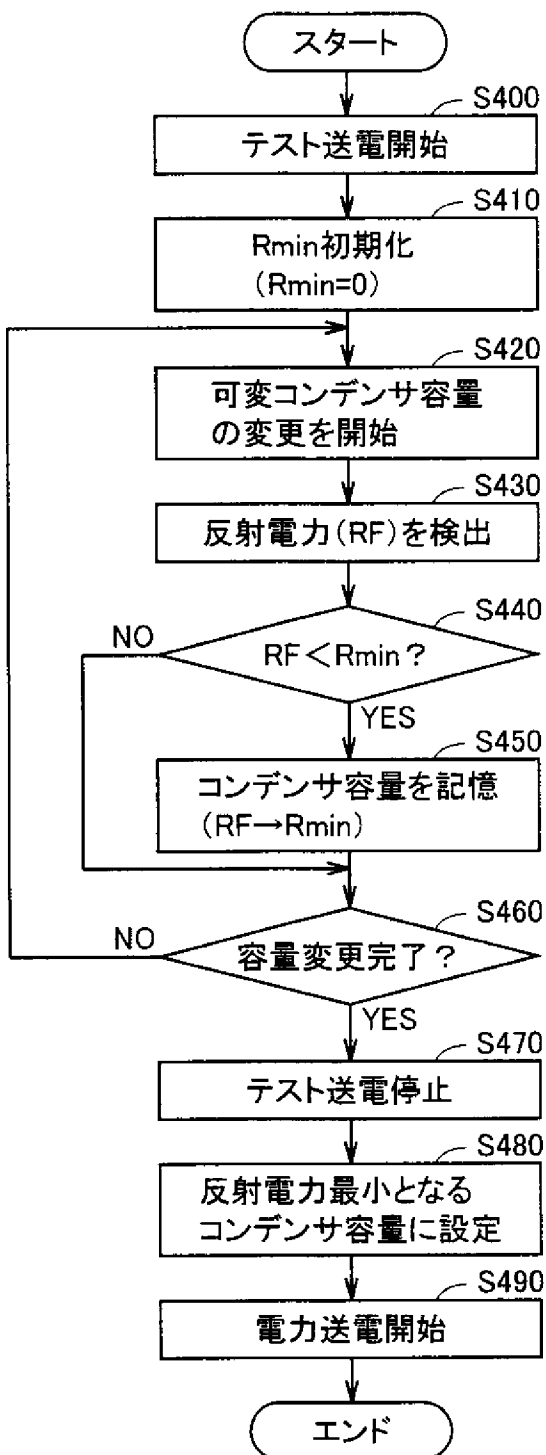 スタート
S400
テスト送電開始
S410
Rmin初期化
(Rmin=0)
S420
可変コンデンサ容量
の変更を開始
S430
反射電力(RF)を検出
S440
NO
RF<Rmin?
YES
S450
コンデンサ容量を記憶
(RF→Rmin)
S460
NO
容量変更完了?
YES
S470
テスト送電停止
S480
反射電力最小となる
コンデンサ容量に設定
S490
電力送電開始
エンド